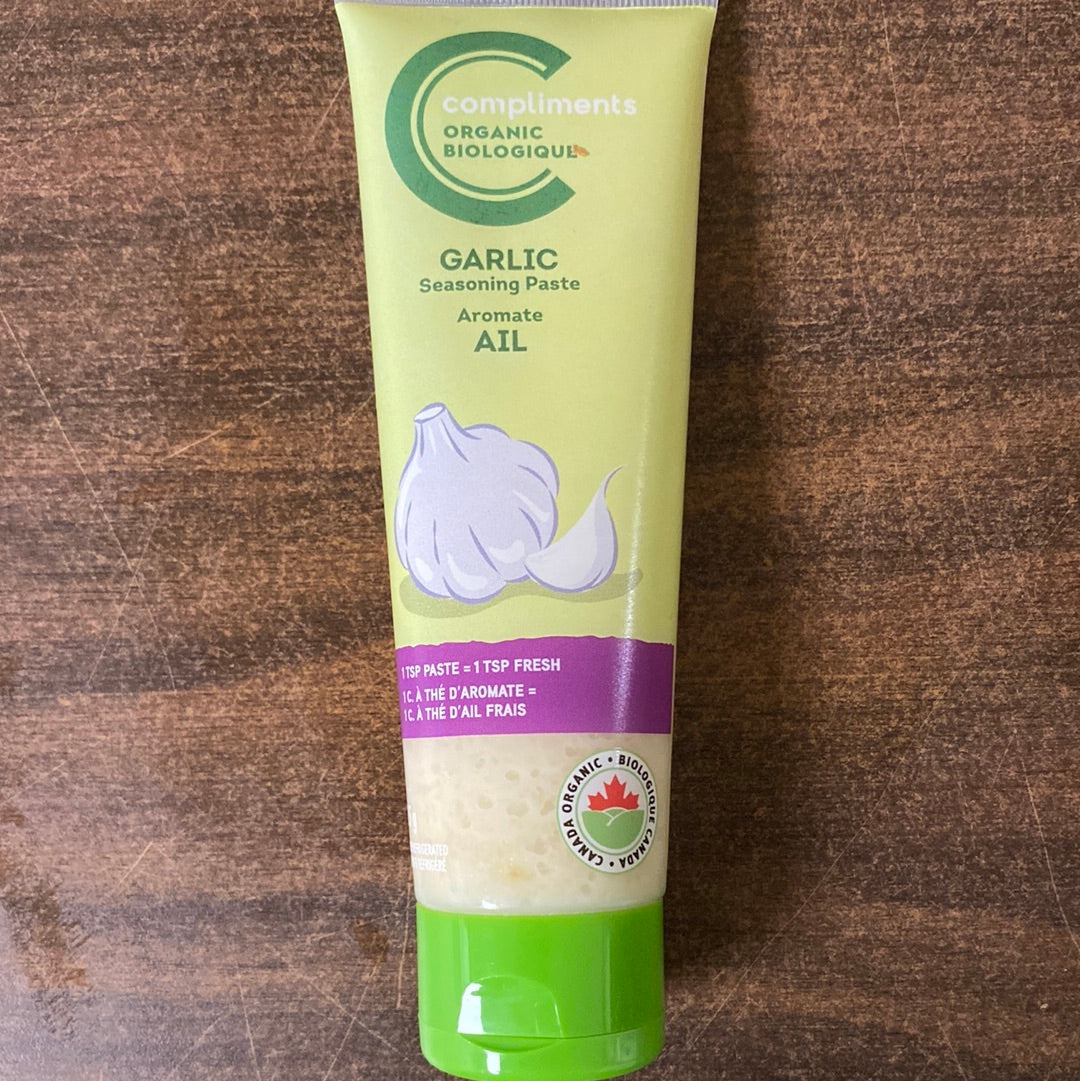 compliments
ORGANIC
BIOLOGIQUE
GARLIC
Seasoning Paste
Aromate
AIL
1 TSP PASTE = 1 TSP FRESH
1 C. À THÉ D'AROMATE =
1 C. À THÉ D'AIL FRAIS
CANADA ORGANIC • BIOLOGIQUE CANADA •